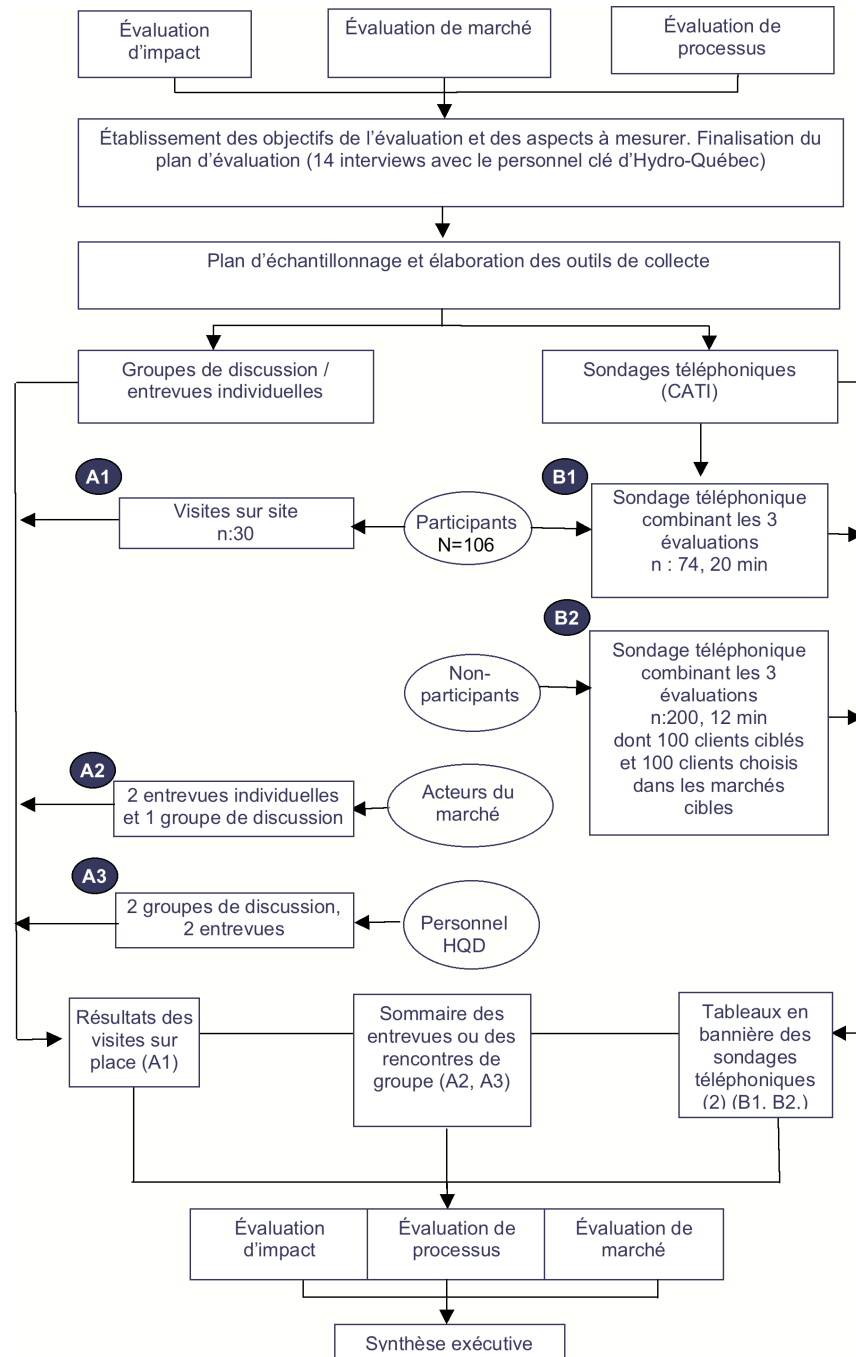 Évaluation
d'impact
Évaluation de marché
Évaluation de
processus
Établissement des objectifs de l'évaluation et des aspects à mesurer. Finalisation du
plan d'évaluation (14 interviews avec le personnel clé d'Hydro-Québec)
Plan d'échantillonnage et élaboration des outils de collecte
Groupes de discussion /
entrevues individuelles
Sondages téléphoniques
(CATI)
A1
Visites sur site
n:30
Participants
N=106
B1
Sondage téléphonique
combinant les 3
évaluations
n : 74, 20 min
B2
Non-
participants
Sondage téléphonique
combinant les 3
évaluations
n:200, 12 min
dont 100 clients ciblés
et 100 clients choisis
dans les marchés
cibles
A2
2 entrevues individuelles
et 1 groupe de discussion
Acteurs du
marché
A3
2 groupes de discussion,
2 entrevues
Personnel
HQD
Résultats des
visites sur
place (A1)
Sommaire des
entrevues ou des
rencontres de
groupe (A2, A3)
Tableaux en
bannière des
sondages
téléphoniques
(2) (B1, B2.)
Évaluation
d'impact
Évaluation de
processus
Évaluation de
marché
Synthèse exécutive